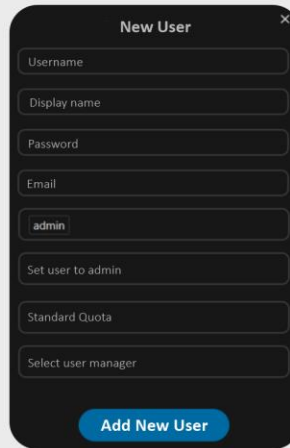 New User
Username
Display name
Password
Email
admin
Set user to admin
Standard Quota
Select user manager
Add New User